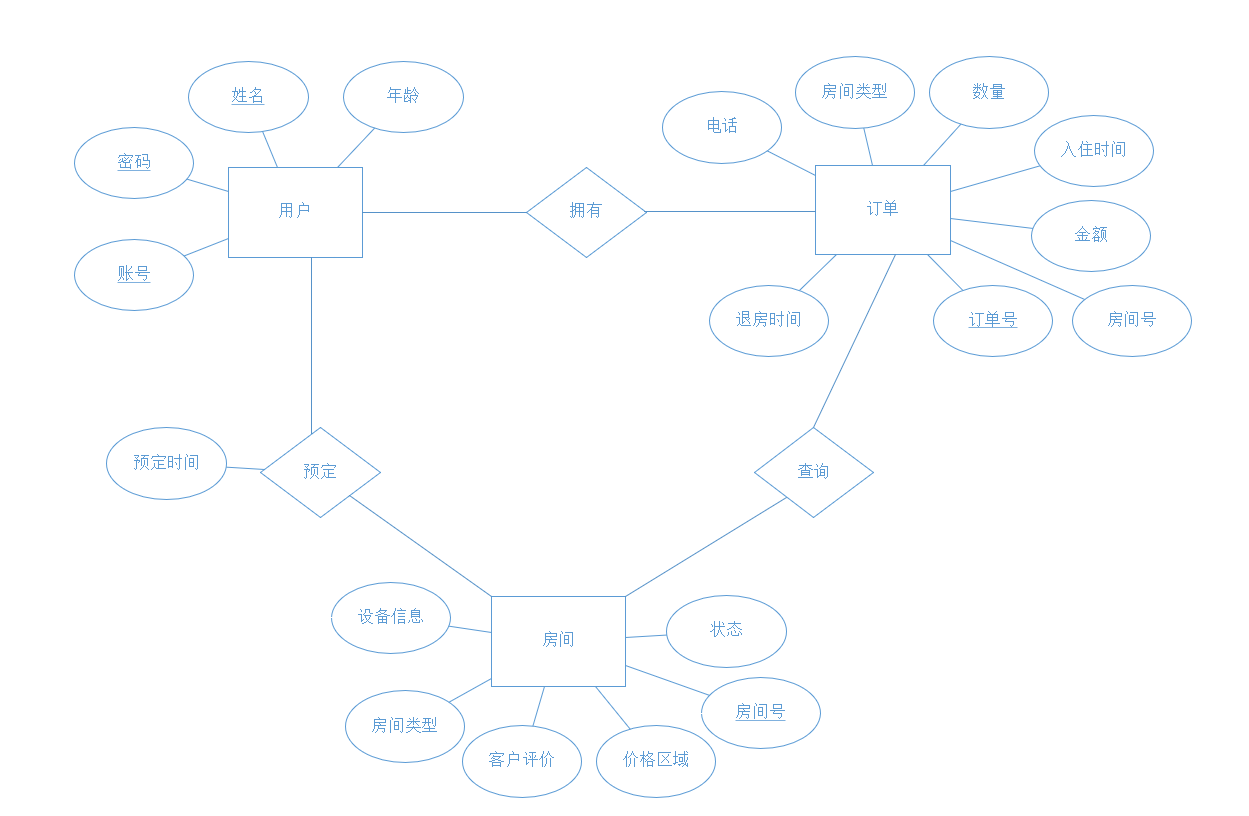 姓名
年龄
密码
用户
账号
拥有
电话
房间类型
数量
入住时间
订单
金额
退房时间
订单号
房间号
预定时间
预定
查询
设备信息
房间
状态
房间类型
房间号
客户评价
价格区域